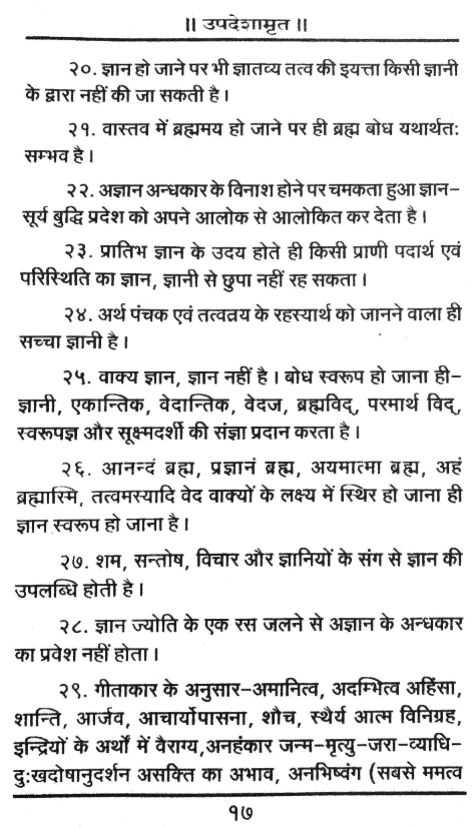 ॥ उपदेशामृत ॥
२०. ज्ञान हो जाने पर भी ज्ञातव्य तत्व की इयत्ता किसी ज्ञानी
के द्वारा नहीं की जा सकती है ।
२१. वास्तव में ब्रह्ममय हो जाने पर ही ब्रह्म बोध यथार्थतः
सम्भव है ।
२२. अज्ञान अन्धकार के विनाश होने पर चमकता हुआ ज्ञान-
सूर्य बुद्धि प्रदेश को अपने आलोक से आलोकित कर देता है ।
२३. प्रातिभ ज्ञान के उदय होते ही किसी प्राणी पदार्थ एवं
परिस्थिति का ज्ञान, ज्ञानी से छुपा नहीं रह सकता ।
२४. अर्थ पंचक एवं तत्वत्रय के रहस्यार्थ को जानने वाला ही
सच्चा ज्ञानी है ।
२५. वाक्य ज्ञान, ज्ञान नहीं है । बोध स्वरूप हो जाना ही-
ज्ञानी, एकान्तिक, वेदान्तिक, वेदज, ब्रह्मविद्, परमार्थ विद्,
स्वरूपज्ञ और सूक्ष्मदर्शी की संज्ञा प्रदान करता है ।
२६. आनन्दं ब्रह्म, प्रज्ञानं ब्रह्म, अयमात्मा ब्रह्म, अहं
ब्रह्मास्मि, तत्वमस्यादि वेद वाक्यों के लक्ष्य में स्थिर हो जाना ही
ज्ञान स्वरूप हो जाना है ।
२७. शम, सन्तोष, विचार और ज्ञानियों के संग से ज्ञान की
उपलब्धि होती है ।
२८. ज्ञान ज्योति के एक रस जलने से अज्ञान के अन्धकार
का प्रवेश नहीं होता ।
२९. गीताकार के अनुसार-अमानित्व, अदम्भित्व अहिंसा,
शान्ति, आर्जव, आचार्योपासना, शौच, स्थैर्य आत्म विनिग्रह,
इन्द्रियों के अर्थों में वैराग्य,अनहंकार जन्म-मृत्यु-जरा-व्याधि-
दुःखदोषानुदर्शन असक्ति का अभाव, अनभिष्वंग (सबसे ममत्व
१७